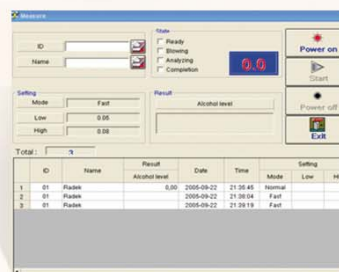 Measure
State
ID
Name
Ready
Blowing
Analyzing
Completion
0.0
Power on
Start
Power off
Exit
Setting
Mode Fast
Low 0.05
High 0.09
Result
Alcohol level
Total: 3
ID Name Result Date Time Setting
Alcohol level Mode Low
1 01 Radek 0,00 2005-09-22 21:35:45 Normal
2 01 Radek 2005-09-22 21:38:04 Fast
3 01 Radek 2005-09-22 21:39:19 Fast